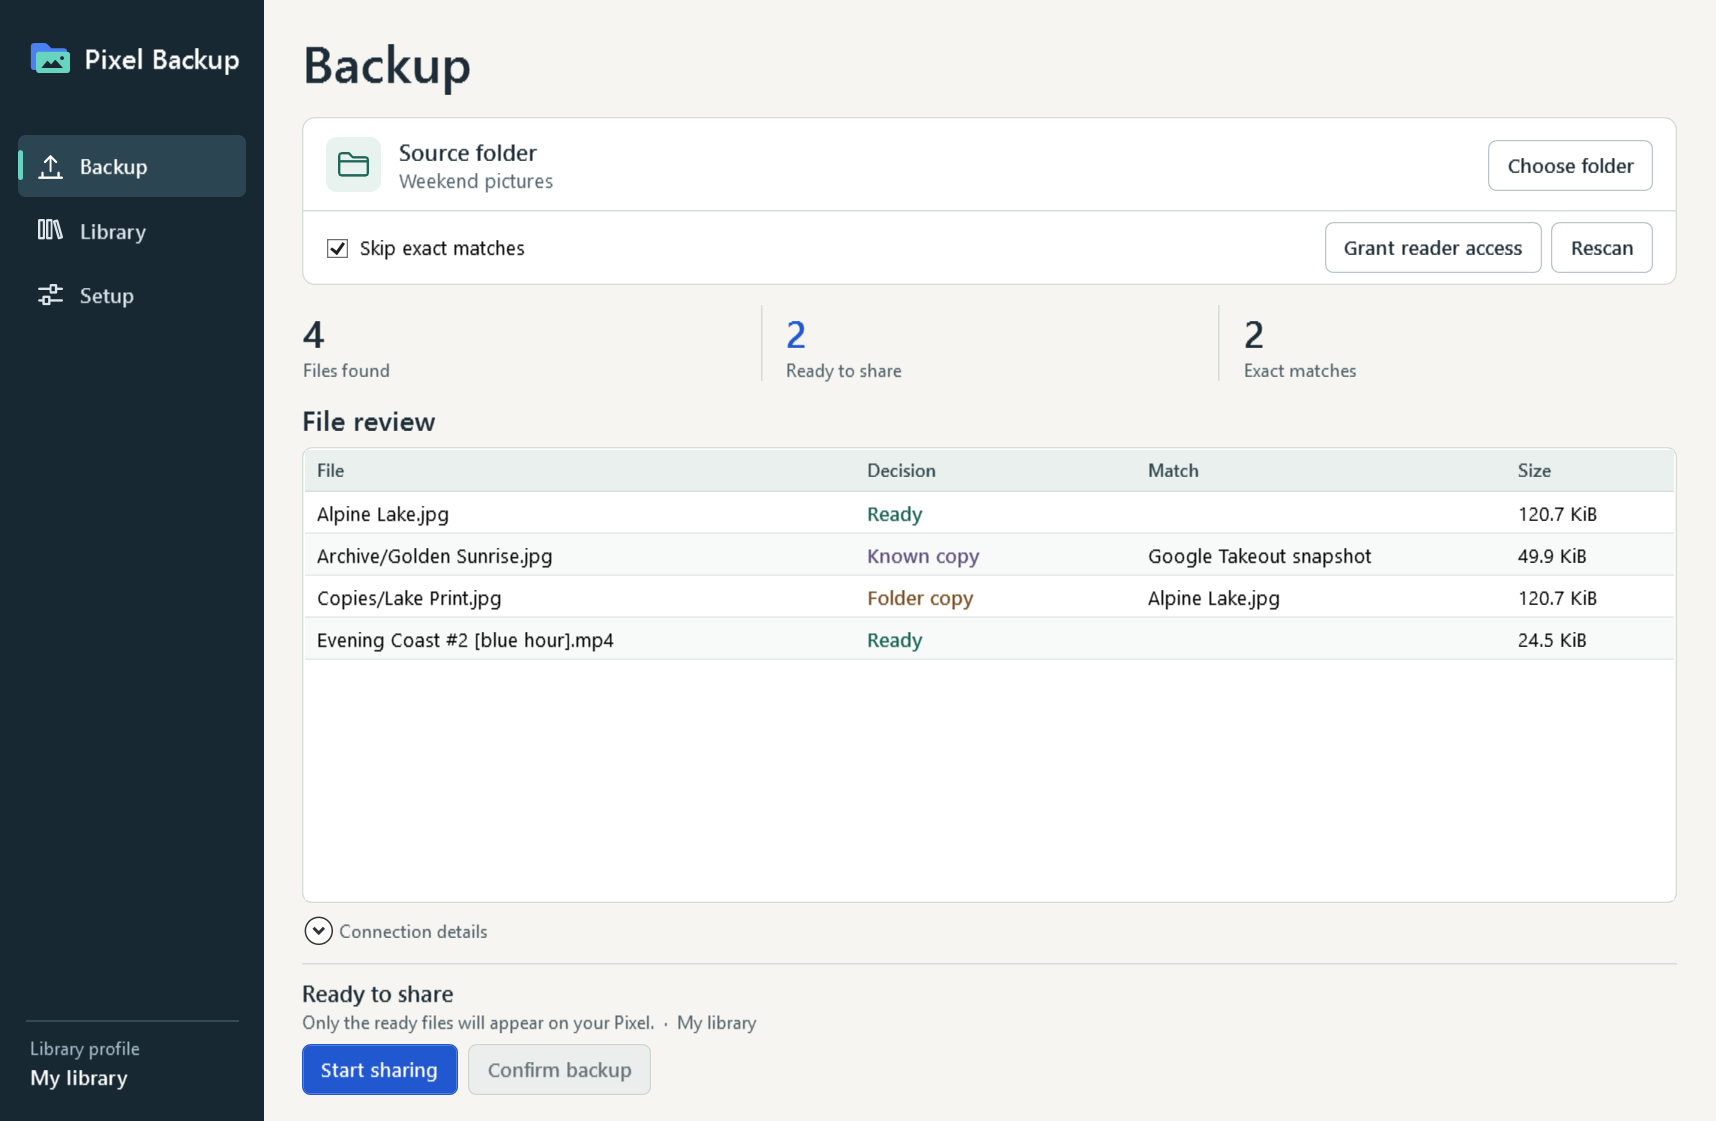 Pixel Backup
Backup
Library
Setup
Library profile
My library
Backup
Source folder
Weekend pictures
Choose folder
Skip exact matches
Grant reader access
Rescan
4
Files found
2
Ready to share
2
Exact matches
File review
File Decision Match Size
Alpine Lake.jpg Ready 120.7 KiB
Archive/Golden Sunrise.jpg Known copy Google Takeout snapshot 49.9 KiB
Copies/Lake Print.jpg Folder copy Alpine Lake.jpg 120.7 KiB
Evening Coast #2 [blue hour].mp4 Ready 24.5 KiB
Connection details
Ready to share
Only the ready files will appear on your Pixel. · My library
Start sharing
Confirm backup